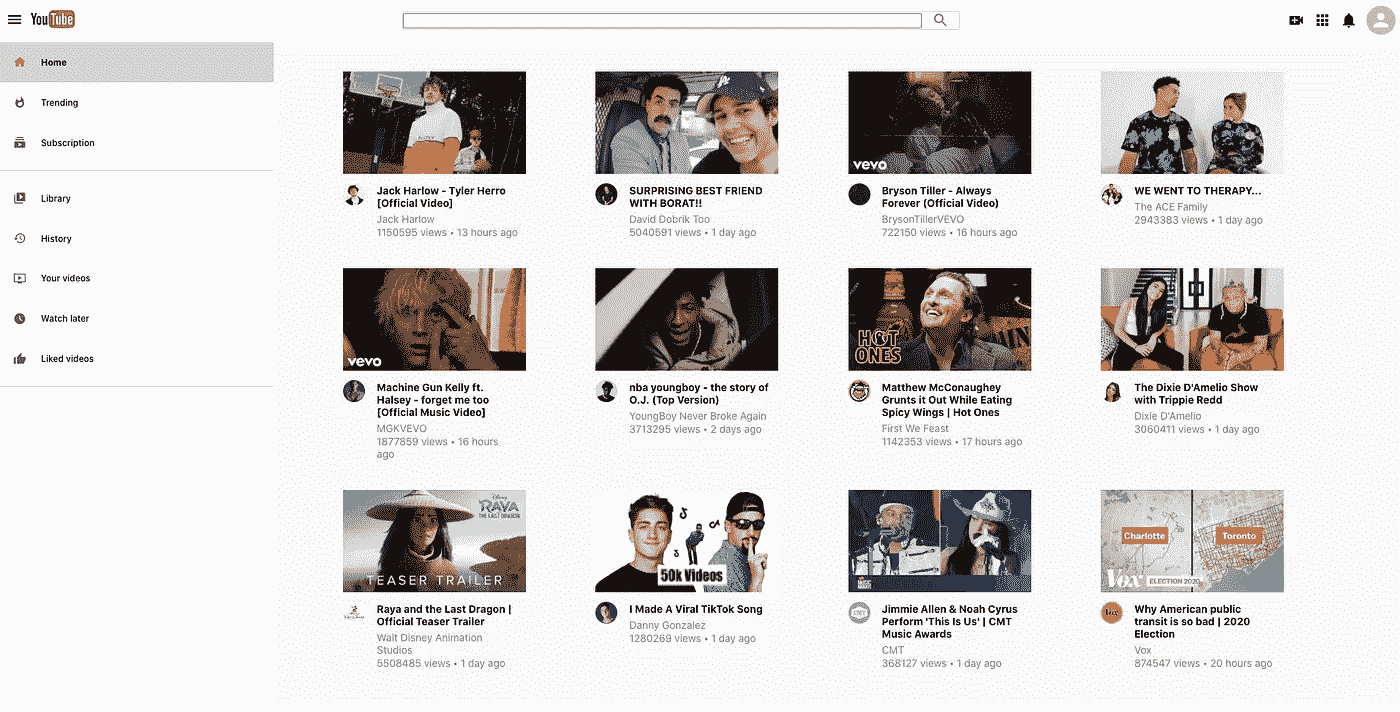 YouTube
Home
Trending
Subscription
Library
History
Your videos
Watch later
Liked videos
Jack Harlow - Tyler Herro
[Official Video]
Jack Harlow
1150595 views • 13 hours ago
SURPRISING BEST FRIEND
WITH BORAT!!
David Dobrik Too
5040591 views • 1 day ago
vevo
Bryson Tiller - Always
Forever (Official Video)
BrysonTillerVEVO
722150 views • 16 hours ago
WE WENT TO THERAPY...
The ACE Family
2943383 views • 1 day ago
vevo
Machine Gun Kelly ft.
Halsey - forget me too
[Official Music Video]
MGKVEVO
1877859 views • 16 hours
ago
nba youngboy - the story of
O.J. (Top Version)
YoungBoy Never Broke Again
3713295 views • 2 days ago
HOT
ONES
Matthew McConaughey
Grunts it Out While Eating
Spicy Wings | Hot Ones
First We Feast
1142353 views • 17 hours ago
The Dixie D'Amelio Show
with Trippie Redd
Dixie D'Amelio
3060411 views • 1 day ago
Disney
RAYA
THE LAST DRAGON
TEASER TRAILER
Raya and the Last Dragon |
Official Teaser Trailer
Walt Disney Animation
Studios
5508485 views • 1 day ago
50k Videos
I Made A Viral TikTok Song
Danny Gonzalez
1280269 views • 1 day ago
CMT
Jimmie Allen & Noah Cyrus
Perform 'This Is Us' | CMT
Music Awards
CMT
368127 views • 1 day ago
Charlotte
Toronto
Vox
ELECTION 2020
Vox
Why American public
transit is so bad | 2020
Election
Vox
874547 views • 20 hours ago